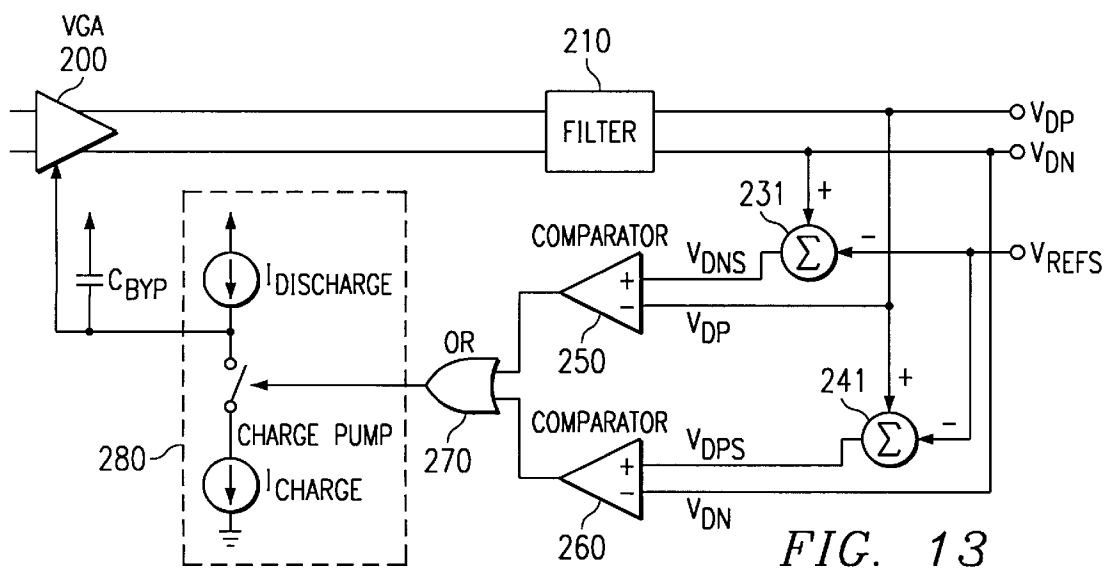 VGA
200
210
FILTER
V_DP
V_DN
231
+
−
Σ
V_REFS
COMPARATOR
V_DNS
+
−
V_DP
250
C_BYP
I_DISCHARGE
OR
270
241
+
−
Σ
COMPARATOR
V_DPS
+
−
V_DN
260
280
CHARGE PUMP
I_CHARGE
FIG. 13